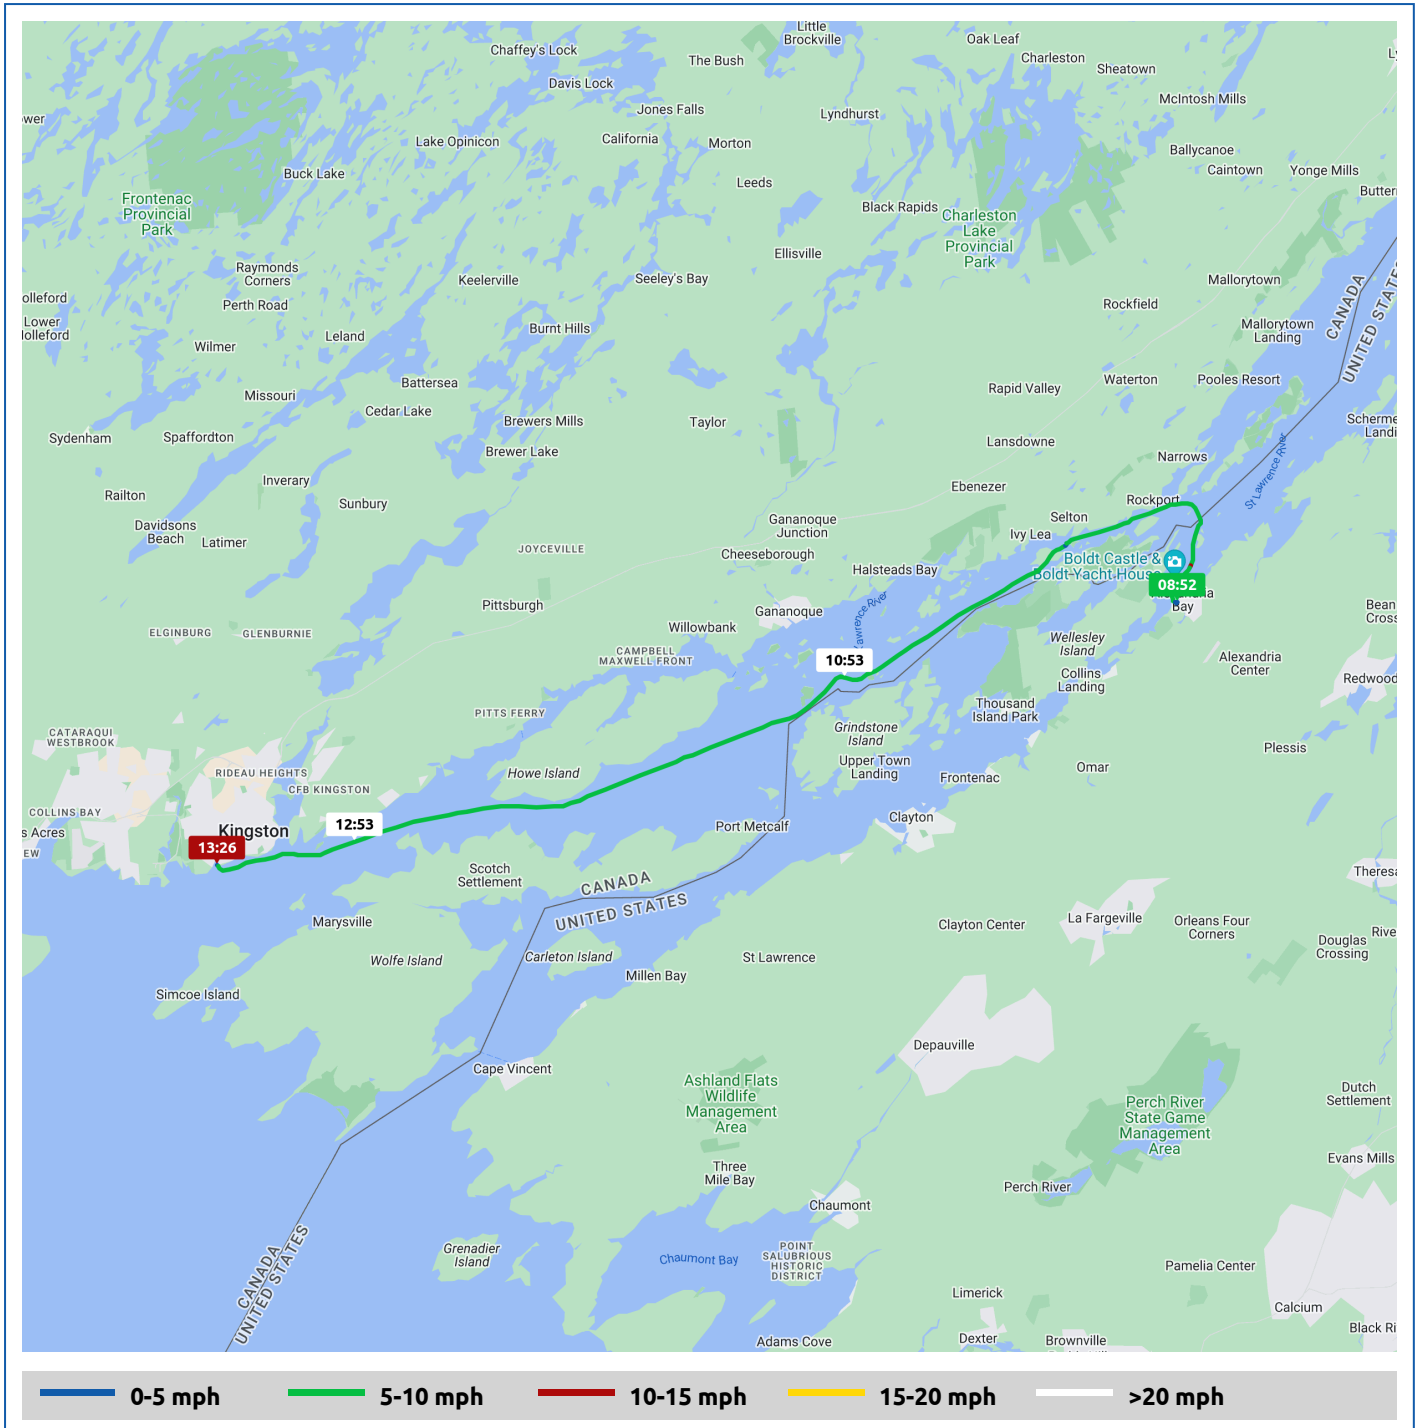 Little
Brockville
Oak Leaf
Chaffey's Lock
Charleston
The Bush
Sheatown
Davis Lock
McIntosh Mills
Jones Falls
Lyndhurst
California
Lake Opinicon
Morton
Ballycanoe
Caintown
Yonge Mills
Buck Lake
Leeds
Frontenac
Provincial
Park
Black Rapids
Charleston
Lake
Provincial
Park
Ellisville
Raymonds
Corners
Keelerville
Seeley's Bay
Mallorytown
CANADA
UNITED STATES
Perth Road
Rockfield
Lower
Burnt Hills
Mallorytown
Landing
Leland
Wilmer
Battersea
Waterton
Pooles Resort
Rapid Valley
Missouri
Cedar Lake
Brewers Mills
Taylor
Sydenham
Spaffordton
Lansdowne
Brewer Lake
Narrows
St Lawrence River
Inverary
Ebenezer
Railton
Sunbury
Rockport
Davidsons
Beach
Latimer
Gananoque
Junction
Selton
Ivy Lea
JOYCEVILLE
Cheeseborough
Halsteads Bay
Boldt Castle &
Boldt Yacht House
08:52
Bay
Pittsburgh
Gananoque
Lawrence River
ELGINBURG
GLENBURNIE
Willowbank
Wellesley
Island
CAMPBELL
MAXWELL FRONT
10:53
Alexandria
Center
Collins
Landing
Redwood
PITTS FERRY
Thousand
Island Park
CATARAQUI
WESTBROOK
Grindstone
Island
Plessis
RIDEAU HEIGHTS
Howe Island
Upper Town
Landing
Frontenac
Omar
CFB KINGSTON
COLLINS BAY
s Acres
EW
Kingston
12:53
13:26
Port Metcalf
Clayton
Scotch
Settlement
CANADA
UNITED STATES
Marysville
La Fargeville
Clayton Center
Orleans Four
Corners
Douglas
Crossing
Wolfe Island
Carleton Island
St Lawrence
Millen Bay
Simcoe Island
Depauville
Cape Vincent
Ashland Flats
Wildlife
Management
Area
Dutch
Settlement
Perch River
State Game
Management
Area
Three
Mile Bay
Evans Mills
Perch River
Chaumont
CANADA
UNITED STATES
Grenadier
Island
Chaumont Bay
POINT
SALUBRIOUS
HISTORIC
DISTRICT
Pamelia Center
Limerick
Calcium
Black Ri
Adams Cove
Dexter
Brownville
0-5 mph
5-10 mph
10-15 mph
15-20 mph
>20 mph